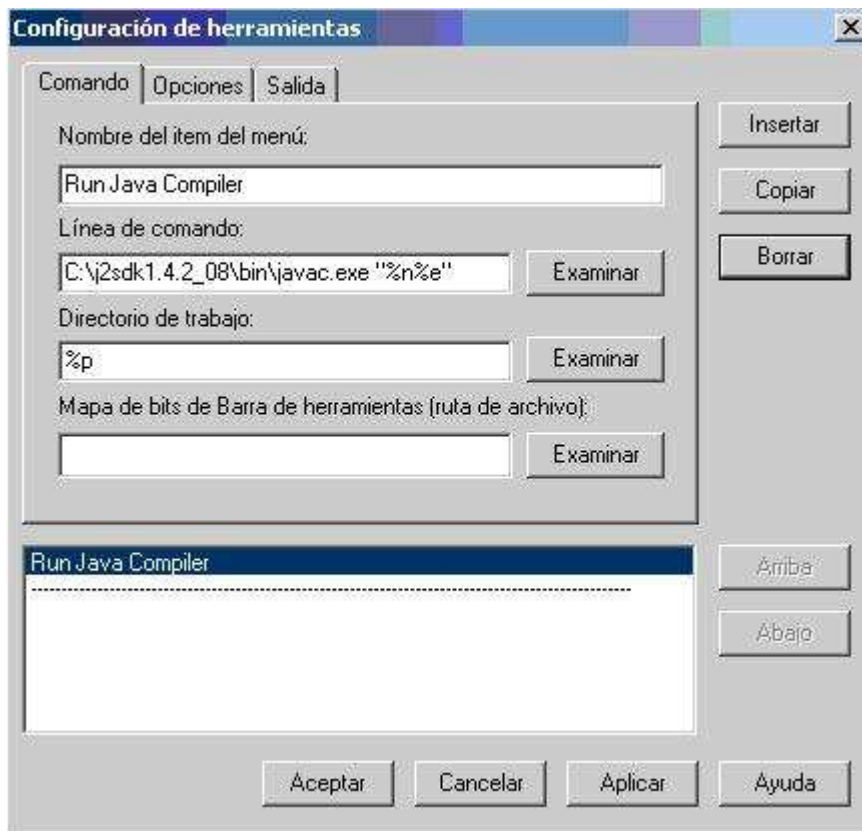 Configuración de herramientas
Comando Opciones Salida
Nombre del item del menú:
Run Java Compiler
Línea de comando:
C:\j2sdk1.4.2_08\bin\javac.exe "%n%e" Examinar
Directorio de trabajo:
%p Examinar
Mapa de bits de Barra de herramientas (ruta de archivo):
Examinar
Insertar
Copiar
Borrar
Run Java Compiler
Arriba
Abajo
Aceptar Cancelar Aplicar Ayuda